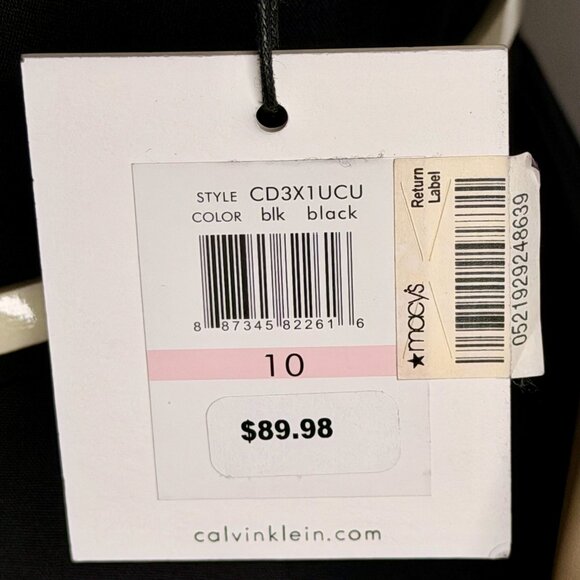 STYLE CD3X1UCU
COLOR blk black
8 87345 82261 6
10
$89.98
calvinklein.com
Return
Label
★macy's
0521929248639